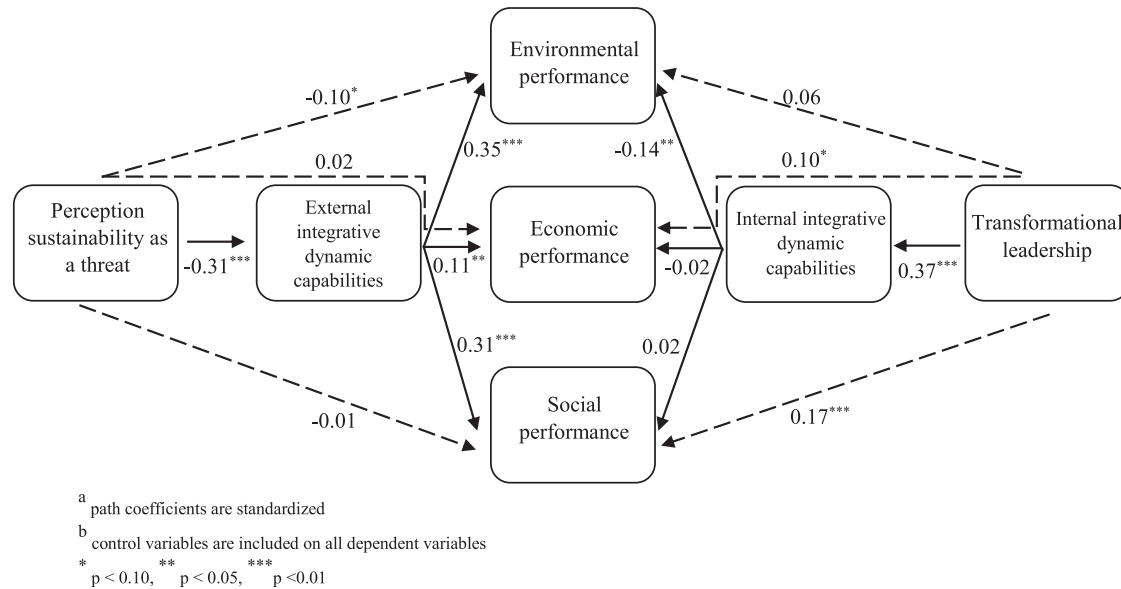 Environmental
performance
-0.10*
0.06
0.35***
-0.14**
0.02
0.10*
Perception
sustainability as
a threat
External
integrative
dynamic
capabilities
Economic
performance
Internal integrative
dynamic
capabilities
Transformational
leadership
-0.31***
0.11**
-0.02
0.37***
0.31***
0.02
-0.01
Social
performance
0.17***
a path coefficients are standardized
b control variables are included on all dependent variables
* p < 0.10, ** p < 0.05, *** p <0.01